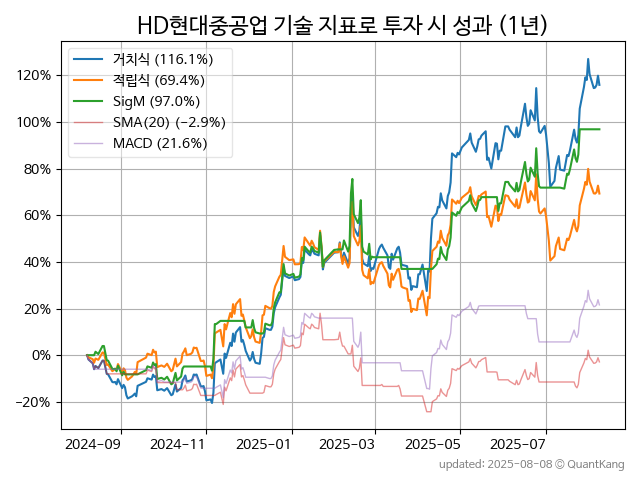 HD현대중공업 기술 지표로 투자 시 성과 (1년)
거치식 (116.1%)
적립식 (69.4%)
SigM (97.0%)
SMA(20) (−2.9%)
MACD (21.6%)
120%
100%
80%
60%
40%
20%
0%
−20%
2024-09 2024-11 2025-01 2025-03 2025-05 2025-07
updated: 2025-08-08 © QuantKang